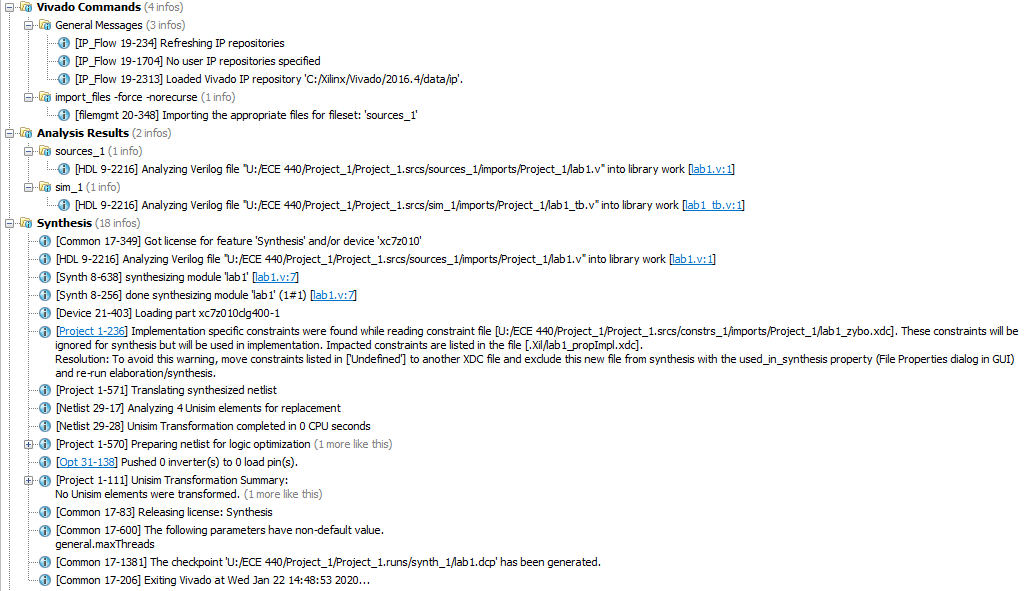 Vivado Commands (4 infos)
General Messages (3 infos)
[IP_Flow 19-234] Refreshing IP repositories
[IP_Flow 19-1704] No user IP repositories specified
[IP_Flow 19-2313] Loaded Vivado IP repository 'C:/Xilinx/Vivado/2016.4/data/ip'.
import_files -force -norecurse (1 info)
[filemgmt 20-348] Importing the appropriate files for fileset: 'sources_1'
Analysis Results (2 infos)
sources_1 (1 info)
[HDL 9-2216] Analyzing Verilog file "U:/ECE 440/Project_1/Project_1.srcs/sources_1/imports/Project_1/lab1.v" into library work [lab1.v:1]
sim_1 (1 info)
[HDL 9-2216] Analyzing Verilog file "U:/ECE 440/Project_1/Project_1.srcs/sim_1/imports/Project_1/lab1_tb.v" into library work [lab1_tb.v:1]
Synthesis (18 infos)
[Common 17-349] Got license for feature 'Synthesis' and/or device 'xc7z010'
[HDL 9-2216] Analyzing Verilog file "U:/ECE 440/Project_1/Project_1.srcs/sources_1/imports/Project_1/lab1.v" into library work [lab1.v:1]
[Synth 8-638] synthesizing module 'lab1' [lab1.v:7]
[Synth 8-256] done synthesizing module 'lab1' (1#1) [lab1.v:7]
[Device 21-403] Loading part xc7z010clg400-1
[Project 1-236] Implementation specific constraints were found while reading constraint file [U:/ECE 440/Project_1/Project_1.srcs/constrs_1/imports/Project_1/lab1_zybo.xdc]. These constraints will be
ignored for synthesis but will be used in implementation. Impacted constraints are listed in the file [.Xil/lab1_propImpl.xdc].
Resolution: To avoid this warning, move constraints listed in ['Undefined'] to another XDC file and exclude this new file from synthesis with the used_in_synthesis property (File Properties dialog in GUI)
and re-run elaboration/synthesis.
[Project 1-571] Translating synthesized netlist
[Netlist 29-17] Analyzing 4 Unisim elements for replacement
[Netlist 29-28] Unisim Transformation completed in 0 CPU seconds
[Project 1-570] Preparing netlist for logic optimization (1 more like this)
[Opt 31-138] Pushed 0 inverter(s) to 0 load pin(s).
[Project 1-111] Unisim Transformation Summary:
No Unisim elements were transformed. (1 more like this)
[Common 17-83] Releasing license: Synthesis
[Common 17-600] The following parameters have non-default value.
general.maxThreads
[Common 17-1381] The checkpoint 'U:/ECE 440/Project_1/Project_1.runs/synth_1/lab1.dcp' has been generated.
[Common 17-206] Exiting Vivado at Wed Jan 22 14:48:53 2020...